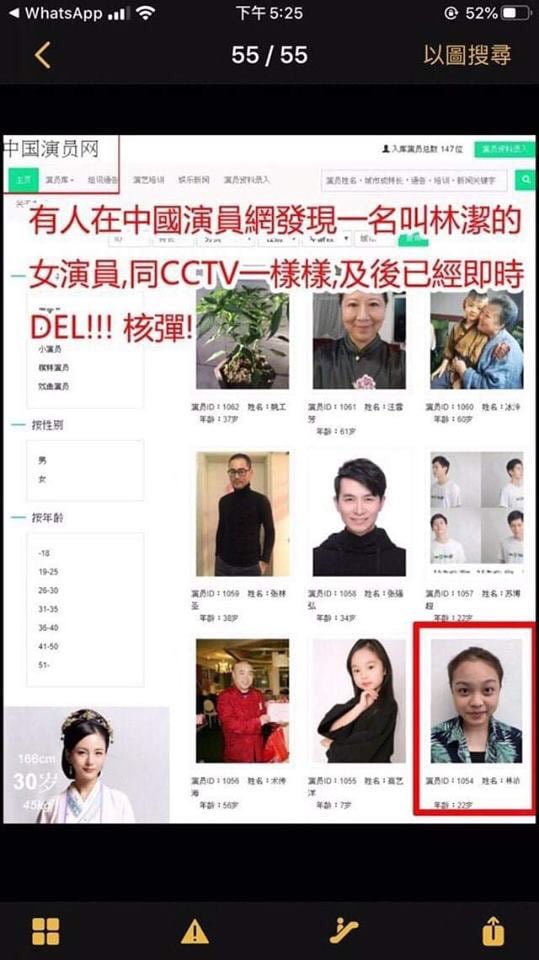 WhatsApp 下午 5:25 52%
55 / 55
以圖搜尋
中国演员网
入库演员总数 147位 演员资料录入
主页 演员库 组讯通告 演艺培训 娱乐新闻 演员资料录入
演员姓名、城市或特长,通告、培训、新闻关键字
有人在中國演員網發現一名叫林潔的
女演員,同CCTV一樣樣,及後已經即時
DEL!!! 核彈!
小演员
模特演员
戏曲演员
按性别
男
女
按年龄
-18
19-25
26-30
31-35
36-40
41-50
51-
演员ID:1062 姓名:姚工
年龄:37岁
演员ID:1061 姓名:汪雪
芳
年龄:61岁
演员ID:1060 姓名:冰泠
年龄:60岁
演员ID:1059 姓名:张林
圣
年龄:38岁
演员ID:1058 姓名:张强
弘
年龄:34岁
演员ID:1057 姓名:苏博
超
年龄:22岁
演员ID:1056 姓名:术传
海
年龄:56岁
演员ID:1055 姓名:高艺
洋
年龄:7岁
演员ID:1054 姓名:林洁
年龄:22岁
166cm
30岁
45kg